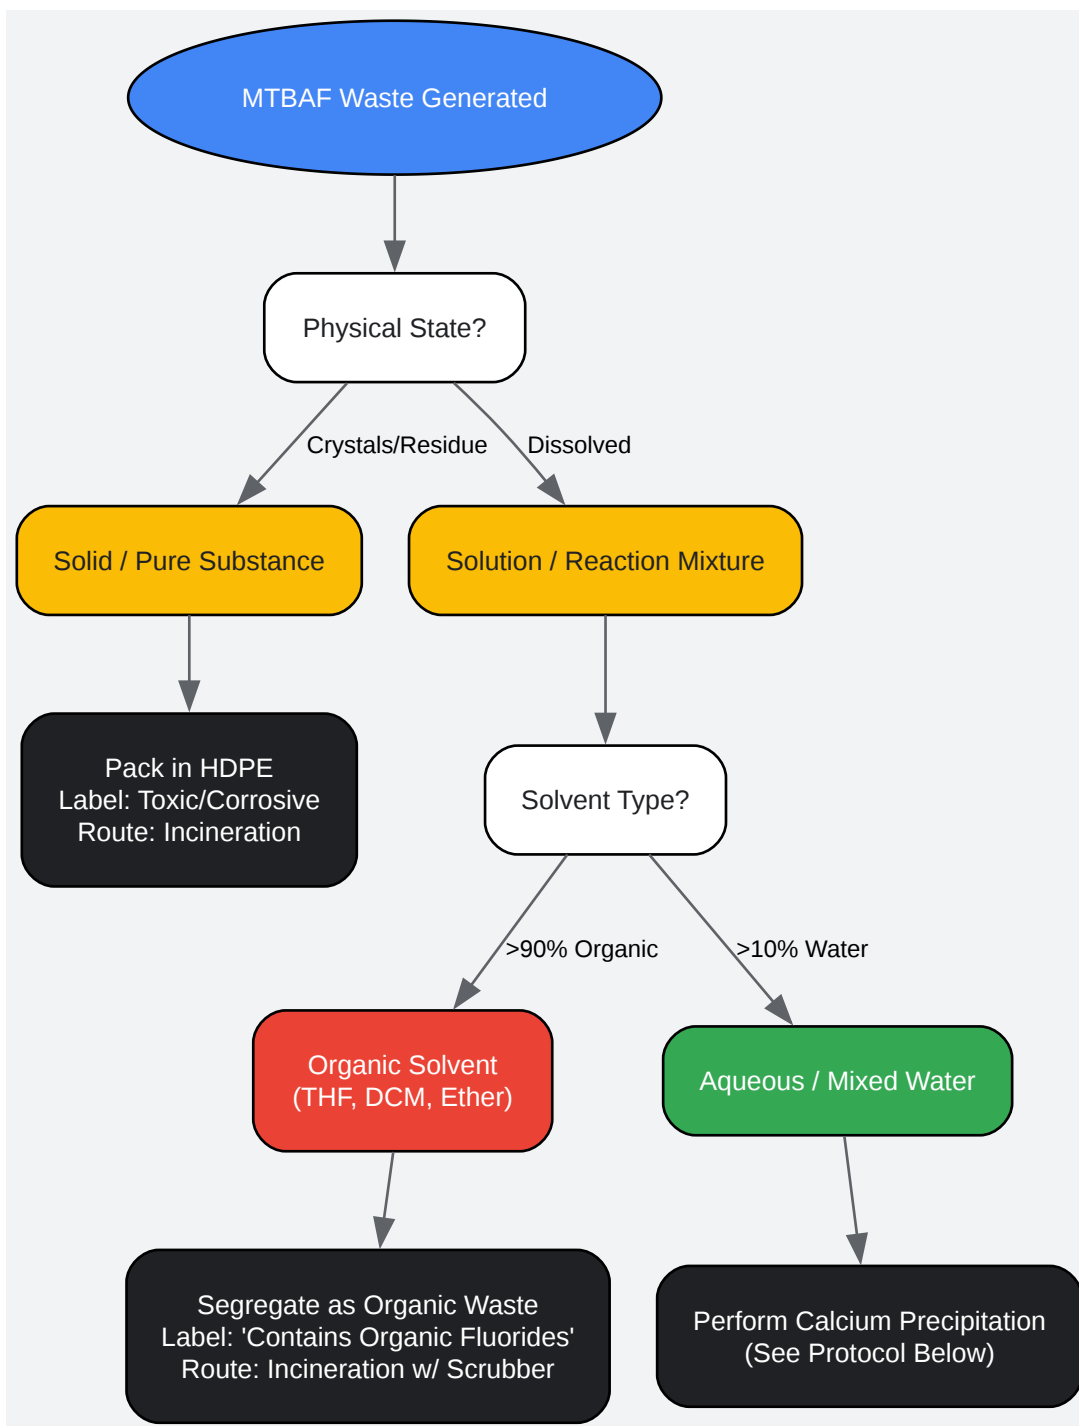 MTBAF Waste Generated
Physical State?
Crystals/Residue
Dissolved
Solid / Pure Substance
Solution / Reaction Mixture
Pack in HDPE
Label: Toxic/Corrosive
Route: Incineration
Solvent Type?
>90% Organic
>10% Water
Organic Solvent
(THF, DCM, Ether)
Aqueous / Mixed Water
Segregate as Organic Waste
Label: 'Contains Organic Fluorides'
Route: Incineration w/ Scrubber
Perform Calcium Precipitation
(See Protocol Below)